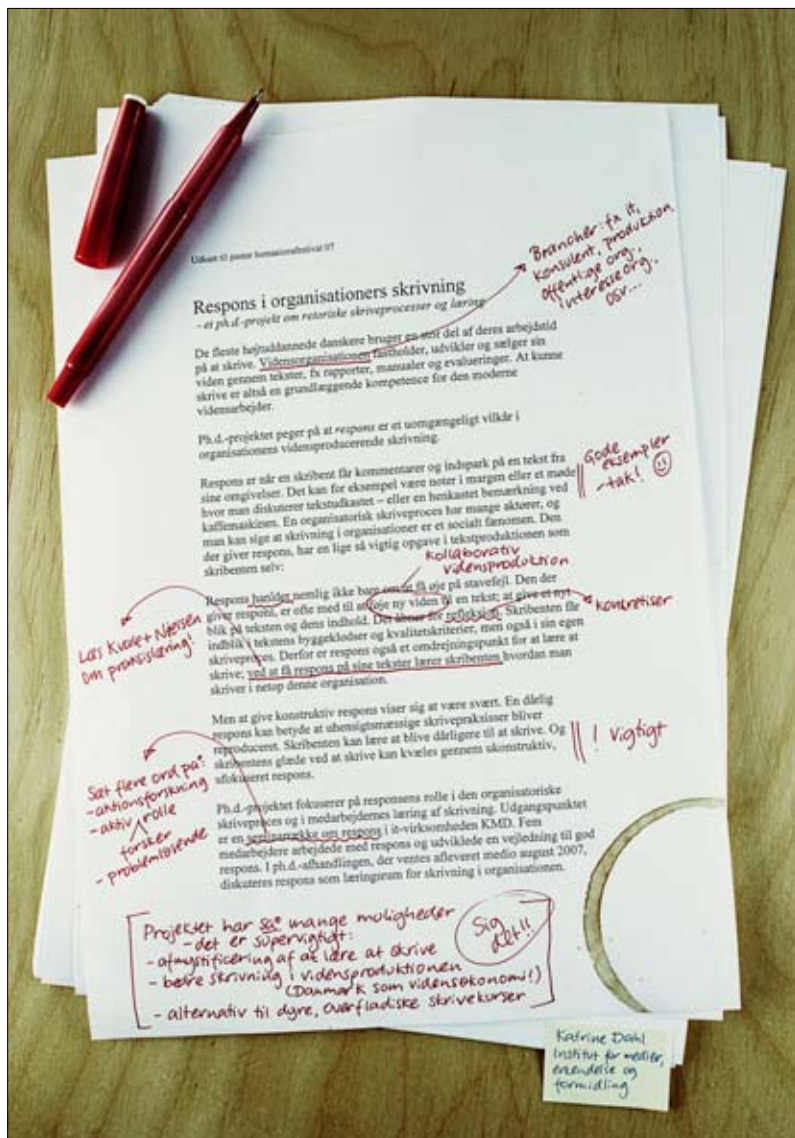 Udkast til poster humaniorafestival 07
Respons i organisationers skrivning
- et ph.d.-projekt om retoriske skriveprocesser og læring
Brancher: fx it,
konsulent, produktion
offentlige org.,
interesseorg.,
osv...
De fleste højtuddannede danskere bruger en stor del af deres arbejdstid
på at skrive. Vidensorganisationen fastholder, udvikler og sælger sin
viden gennem tekster, fx rapporter, manualer og evalueringer. At kunne
skrive er altså en grundlæggende kompetence for den moderne
vidensarbejder.
Ph.d.-projektet peger på at respons er et uomgængeligt vilkår i
organisationens vidensproducerende skrivning.
Respons er når en skribent får kommentarer og indspark på en tekst fra
sine omgivelser. Det kan for eksempel være noter i margen eller et møde
hvor man diskuterer tekstudkastet – eller en henkastet bemærkning ved
kaffemaskinen. En organisatorisk skriveproces har mange aktører, og
man kan sige at skrivning i organisationer er et socialt fænomen. Den
der giver respons, har en lige så vigtig opgave i tekstproduktionen som
skribenten selv:
Gode
eksempler
- tak!
kollaborativ
vidensproduktion
Respons handler nemlig ikke bare om at få øje på stavefejl. Den der
giver respons, er ofte med til at føje ny viden til en tekst; at give et nyt
blik på teksten og dens indhold. Det åbner for refleksion. Skribenten får
indblik i tekstens byggeklodser og kvalitetskriterier, men også i sin egen
skriveproces. Derfor er respons også et omdrejningspunkt for at lære at
skrive; ved at få respons på sine tekster lærer skribenten hvordan man
skriver i netop denne organisation.
konkretiser
Læs Kvale + Nielsen
om praksislæring!
Men at give konstruktiv respons viser sig at være svært. En dårlig
respons kan betyde at uhensigtsmæssige skrivepraksisser bliver
reproduceret. Skribenten kan lære at blive dårligere til at skrive. Og
skribentens glæde ved at skrive kan kvæles gennem ukonstruktiv,
ufokuseret respons.
! vigtigt
Sæt flere ord på:
- aktionsforskning
- aktiv rolle
forsker
- problemløsende
Ph.d.-projektet fokuserer på responsens rolle i den organisatoriske
skriveproces og i medarbejdernes læring af skrivning. Udgangspunktet
er en seminarrække om respons i it-virksomheden KMD. Fem
medarbejdere arbejdede med respons og udviklede en vejledning til god
respons. I ph.d.-afhandlingen, der ventes afleveret medio august 2007,
diskuteres respons som læringsrum for skrivning i organisationen.
Projektet har så mange muligheder
- det er supervigtigt:
- afmystificering af at lære at skrive
- bedre skrivning i vidensproduktionen
(Danmark som vidensøkonomi!)
- alternativ til dyre, overfladiske skrivekurser
Sig
det!!
Katrine Dahl
Institut for medier,
erkendelse og
formidling